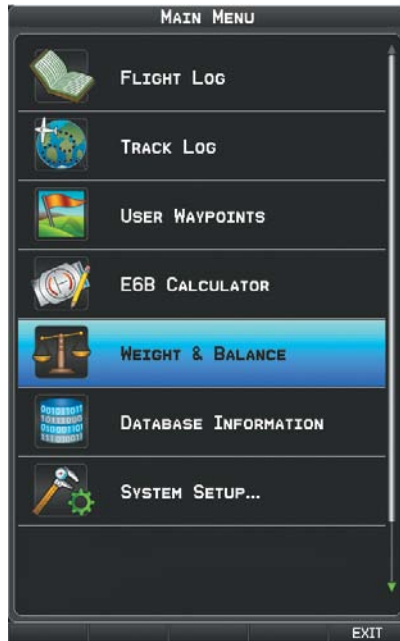 MAIN MENU
FLIGHT LOG
TRACK LOG
USER WAYPOINTS
E6B CALCULATOR
WEIGHT & BALANCE
DATABASE INFORMATION
SYSTEM SETUP...
EXIT